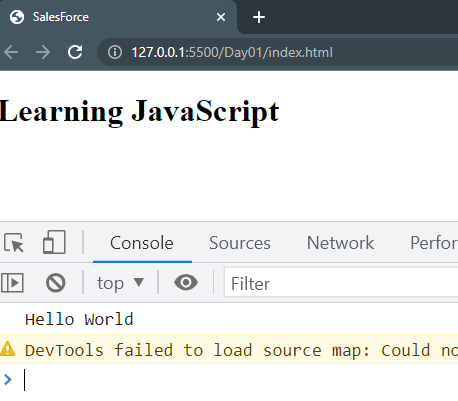 SalesForce
127.0.0.1:5500/Day01/index.html
Learning JavaScript
Console Sources Network Perfor
top Filter
Hello World
DevTools failed to load source map: Could no